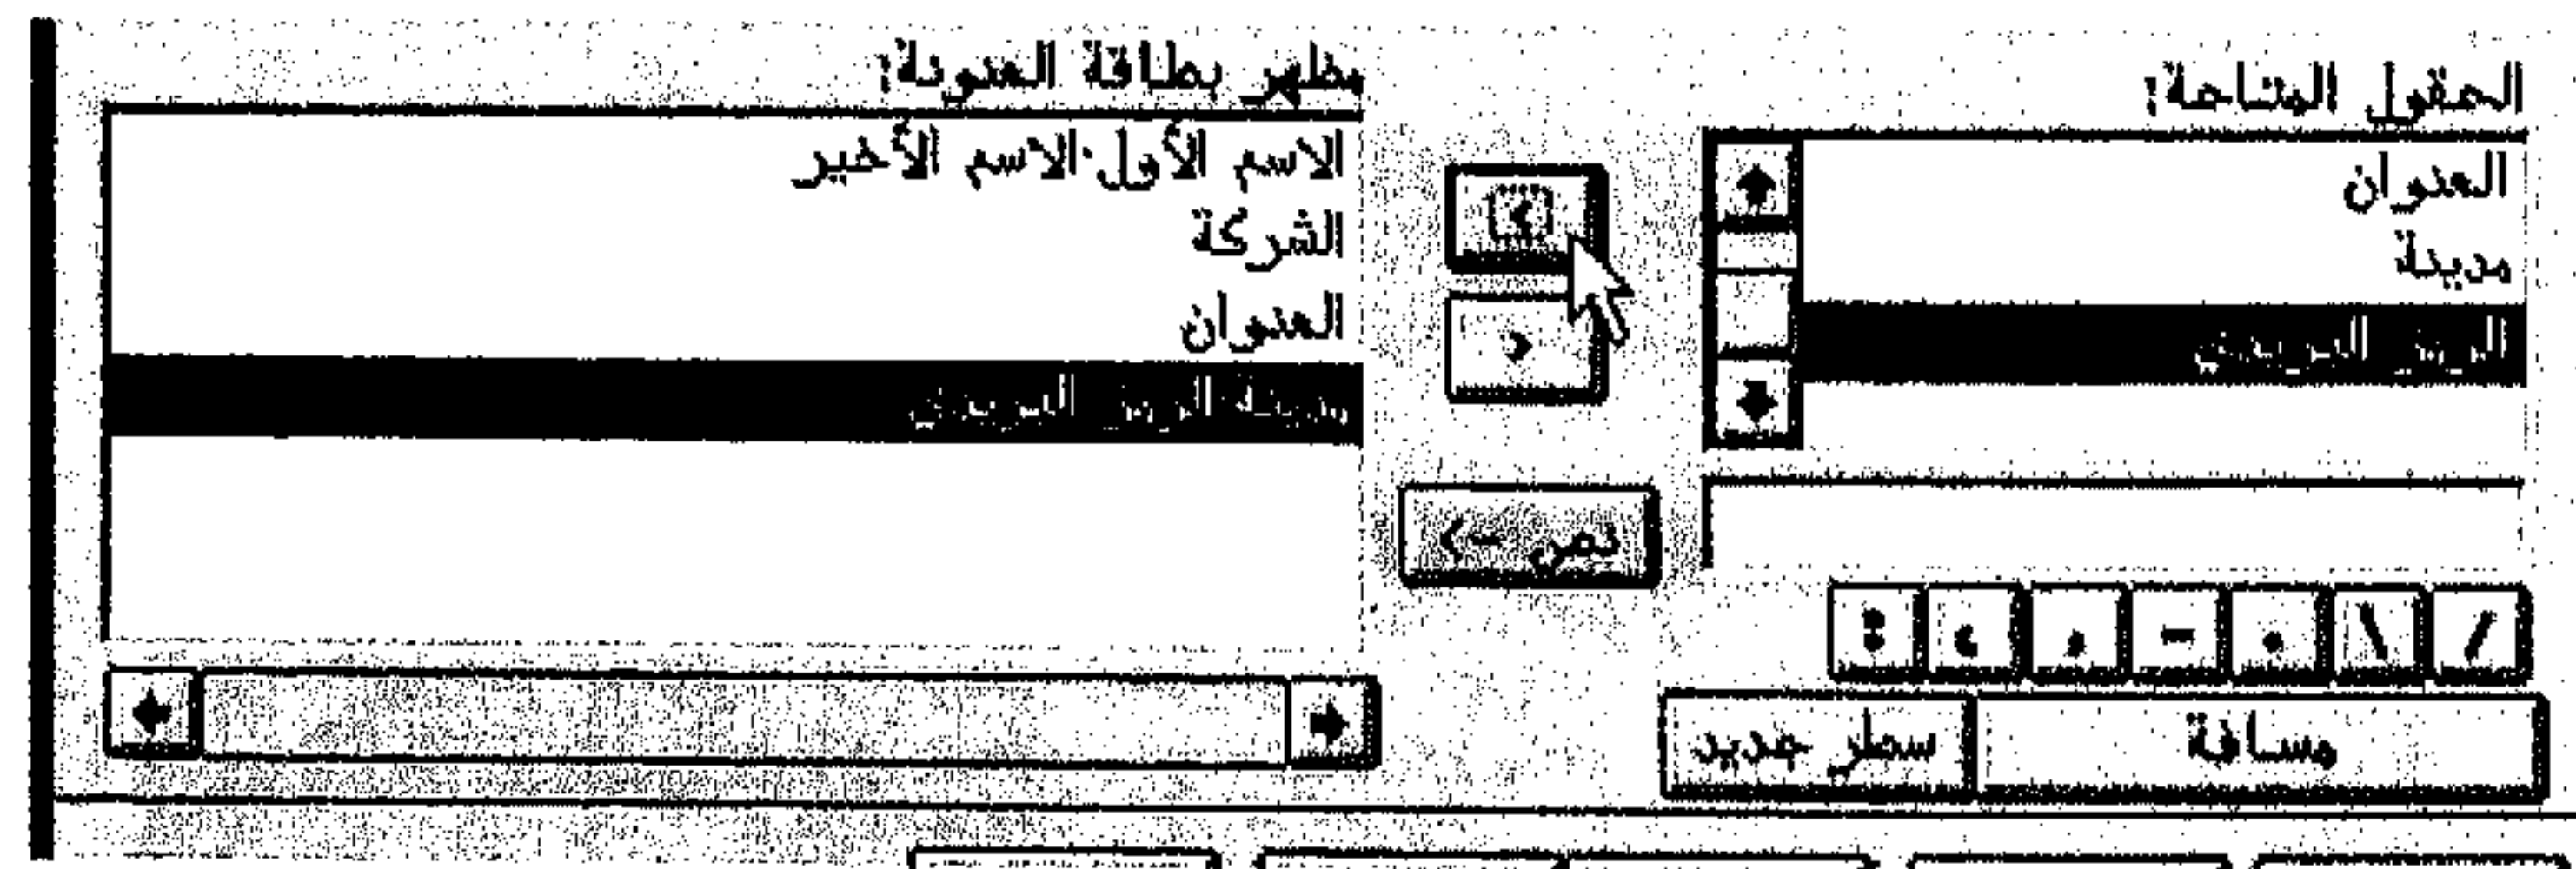 الحقول المتاحة:
العنوان
مدينة
الرمز البريدي
/ \ . - , ؛ :
مسافة
سطر جديد
<
>
نص -<
مظهر بطاقة العنونة:
الاسم الأول·الاسم الأخير
الشركة
العنوان
مدينة الرمز البريدي